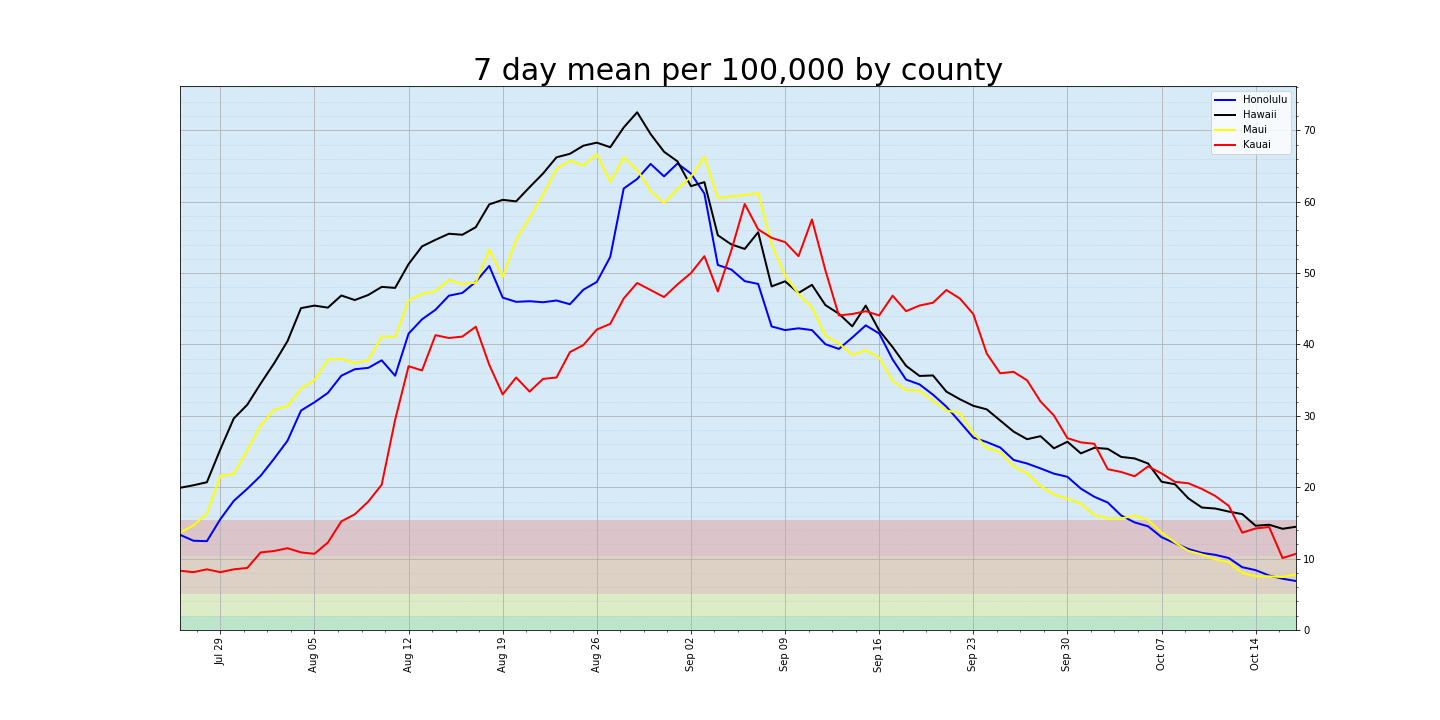 7 day mean per 100,000 by county
Honolulu
Hawaii
Maui
Kauai
70
60
50
40
30
20
10
0
Jul 29
Aug 05
Aug 12
Aug 19
Aug 26
Sep 02
Sep 09
Sep 16
Sep 23
Sep 30
Oct 07
Oct 14